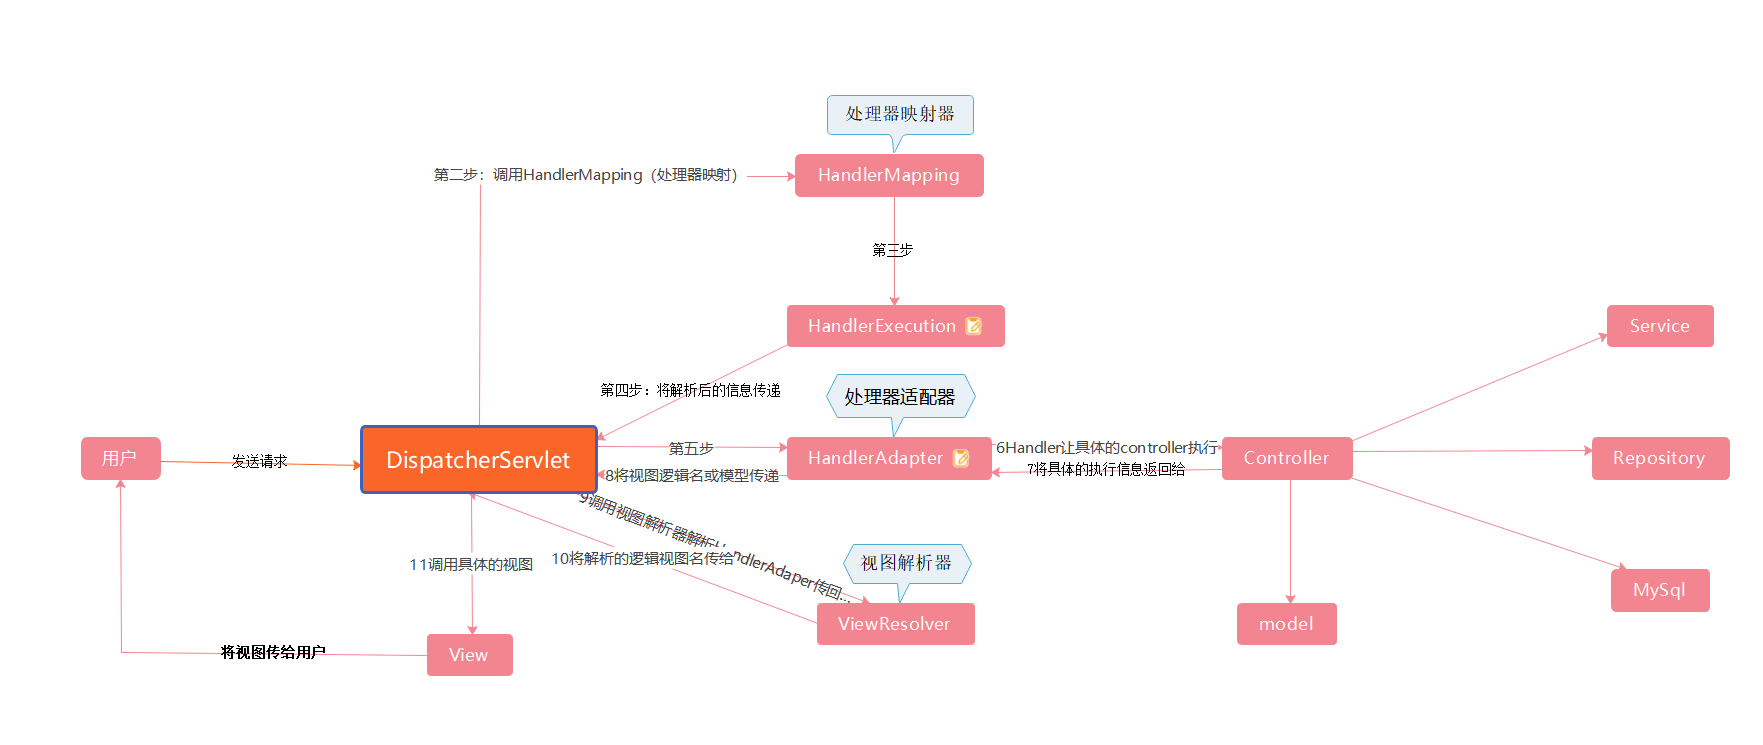 处理器映射器
第二步：调用HandlerMapping（处理器映射）
HandlerMapping
第三步
HandlerExecution
Service
第四步：将解析后的信息传递
处理器适配器
用户
发送请求
DispatcherServlet
第五步
HandlerAdapter
6Handler让具体的controller执行
7将具体的执行信息返回给
Controller
Repository
8将视图逻辑名或模型传递
9调用视图解析器解析
ndlerAdaper传回...
10将解析的逻辑视图名传给
11调用具体的视图
视图解析器
MySql
ViewResolver
model
将视图传给用户
View